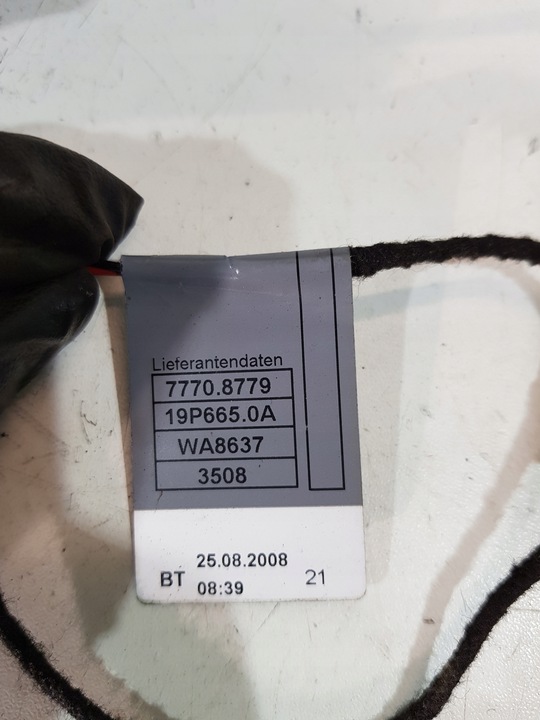 Lieferantendaten
7770.8779
19P665.0A
WA8637
3508
25.08.2008
BT 21
08:39